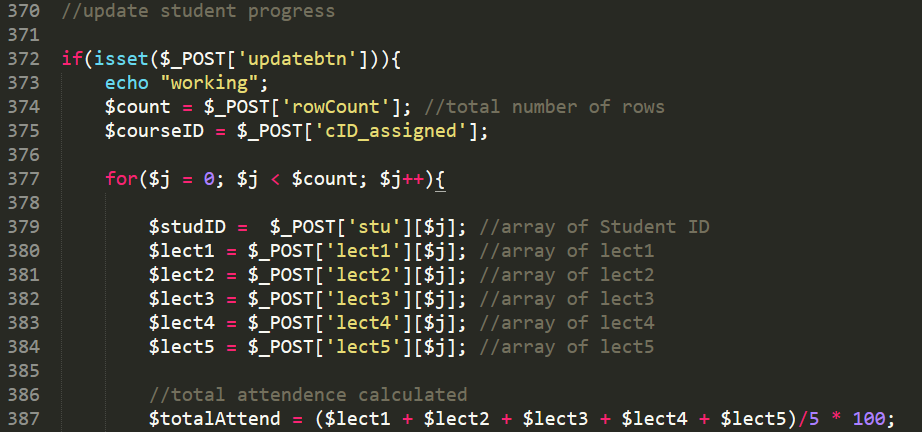 370 //update student progress
371
372 if(isset($_POST['updatebtn'])){
373 echo "working";
374 $count = $_POST['rowCount']; //total number of rows
375 $courseID = $_POST['cID_assigned'];
376
377 for($j = 0; $j < $count; $j++){
378
379 $studID =  $_POST['stu'][$j]; //array of Student ID
380 $lect1 = $_POST['lect1'][$j]; //array of lect1
381 $lect2 = $_POST['lect2'][$j]; //array of lect2
382 $lect3 = $_POST['lect3'][$j]; //array of lect3
383 $lect4 = $_POST['lect4'][$j]; //array of lect4
384 $lect5 = $_POST['lect5'][$j]; //array of lect5
385
386 //total attendence calculated
387 $totalAttend = ($lect1 + $lect2 + $lect3 + $lect4 + $lect5)/5 * 100;